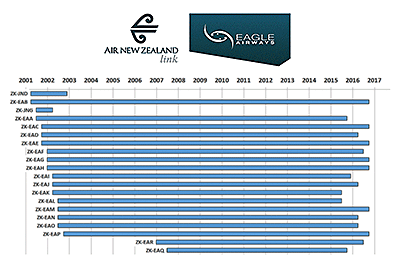 AIR NEW ZEALAND
link
EAGLE
AIRWAYS
2001 2002 2003 2004 2005 2006 2007 2008 2009 2010 2011 2012 2013 2014 2015 2016 2017
ZK-JND
ZK-EAB
ZK-JNG
ZK-EAA
ZK-EAC
ZK-EAD
ZK-EAE
ZK-EAF
ZK-EAG
ZK-EAH
ZK-EAI
ZK-EAJ
ZK-EAK
ZK-EAL
ZK-EAM
ZK-EAN
ZK-EAO
ZK-EAP
ZK-EAR
ZK-EAQ